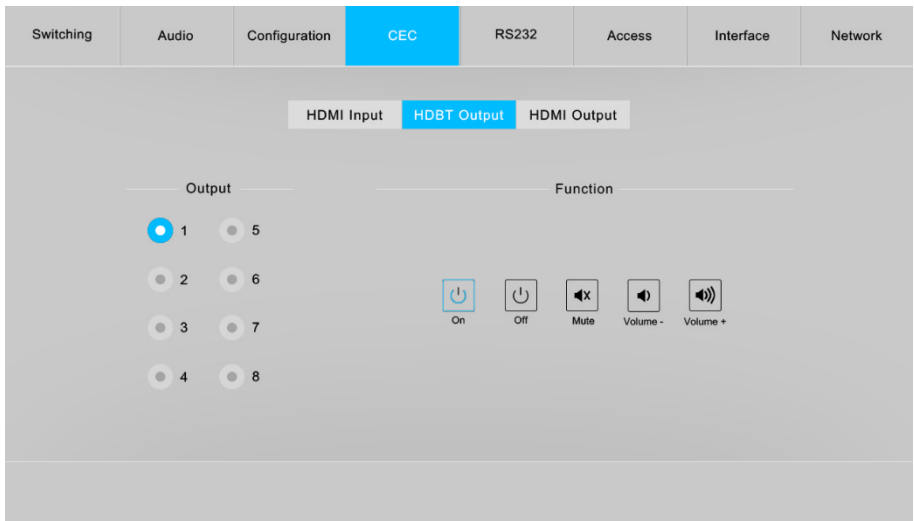 Switching Audio Configuration CEC RS232 Access Interface Network
HDMI Input HDBT Output HDMI Output
Output Function
1 5
2 6
3 7
4 8
On Off Mute Volume - Volume +